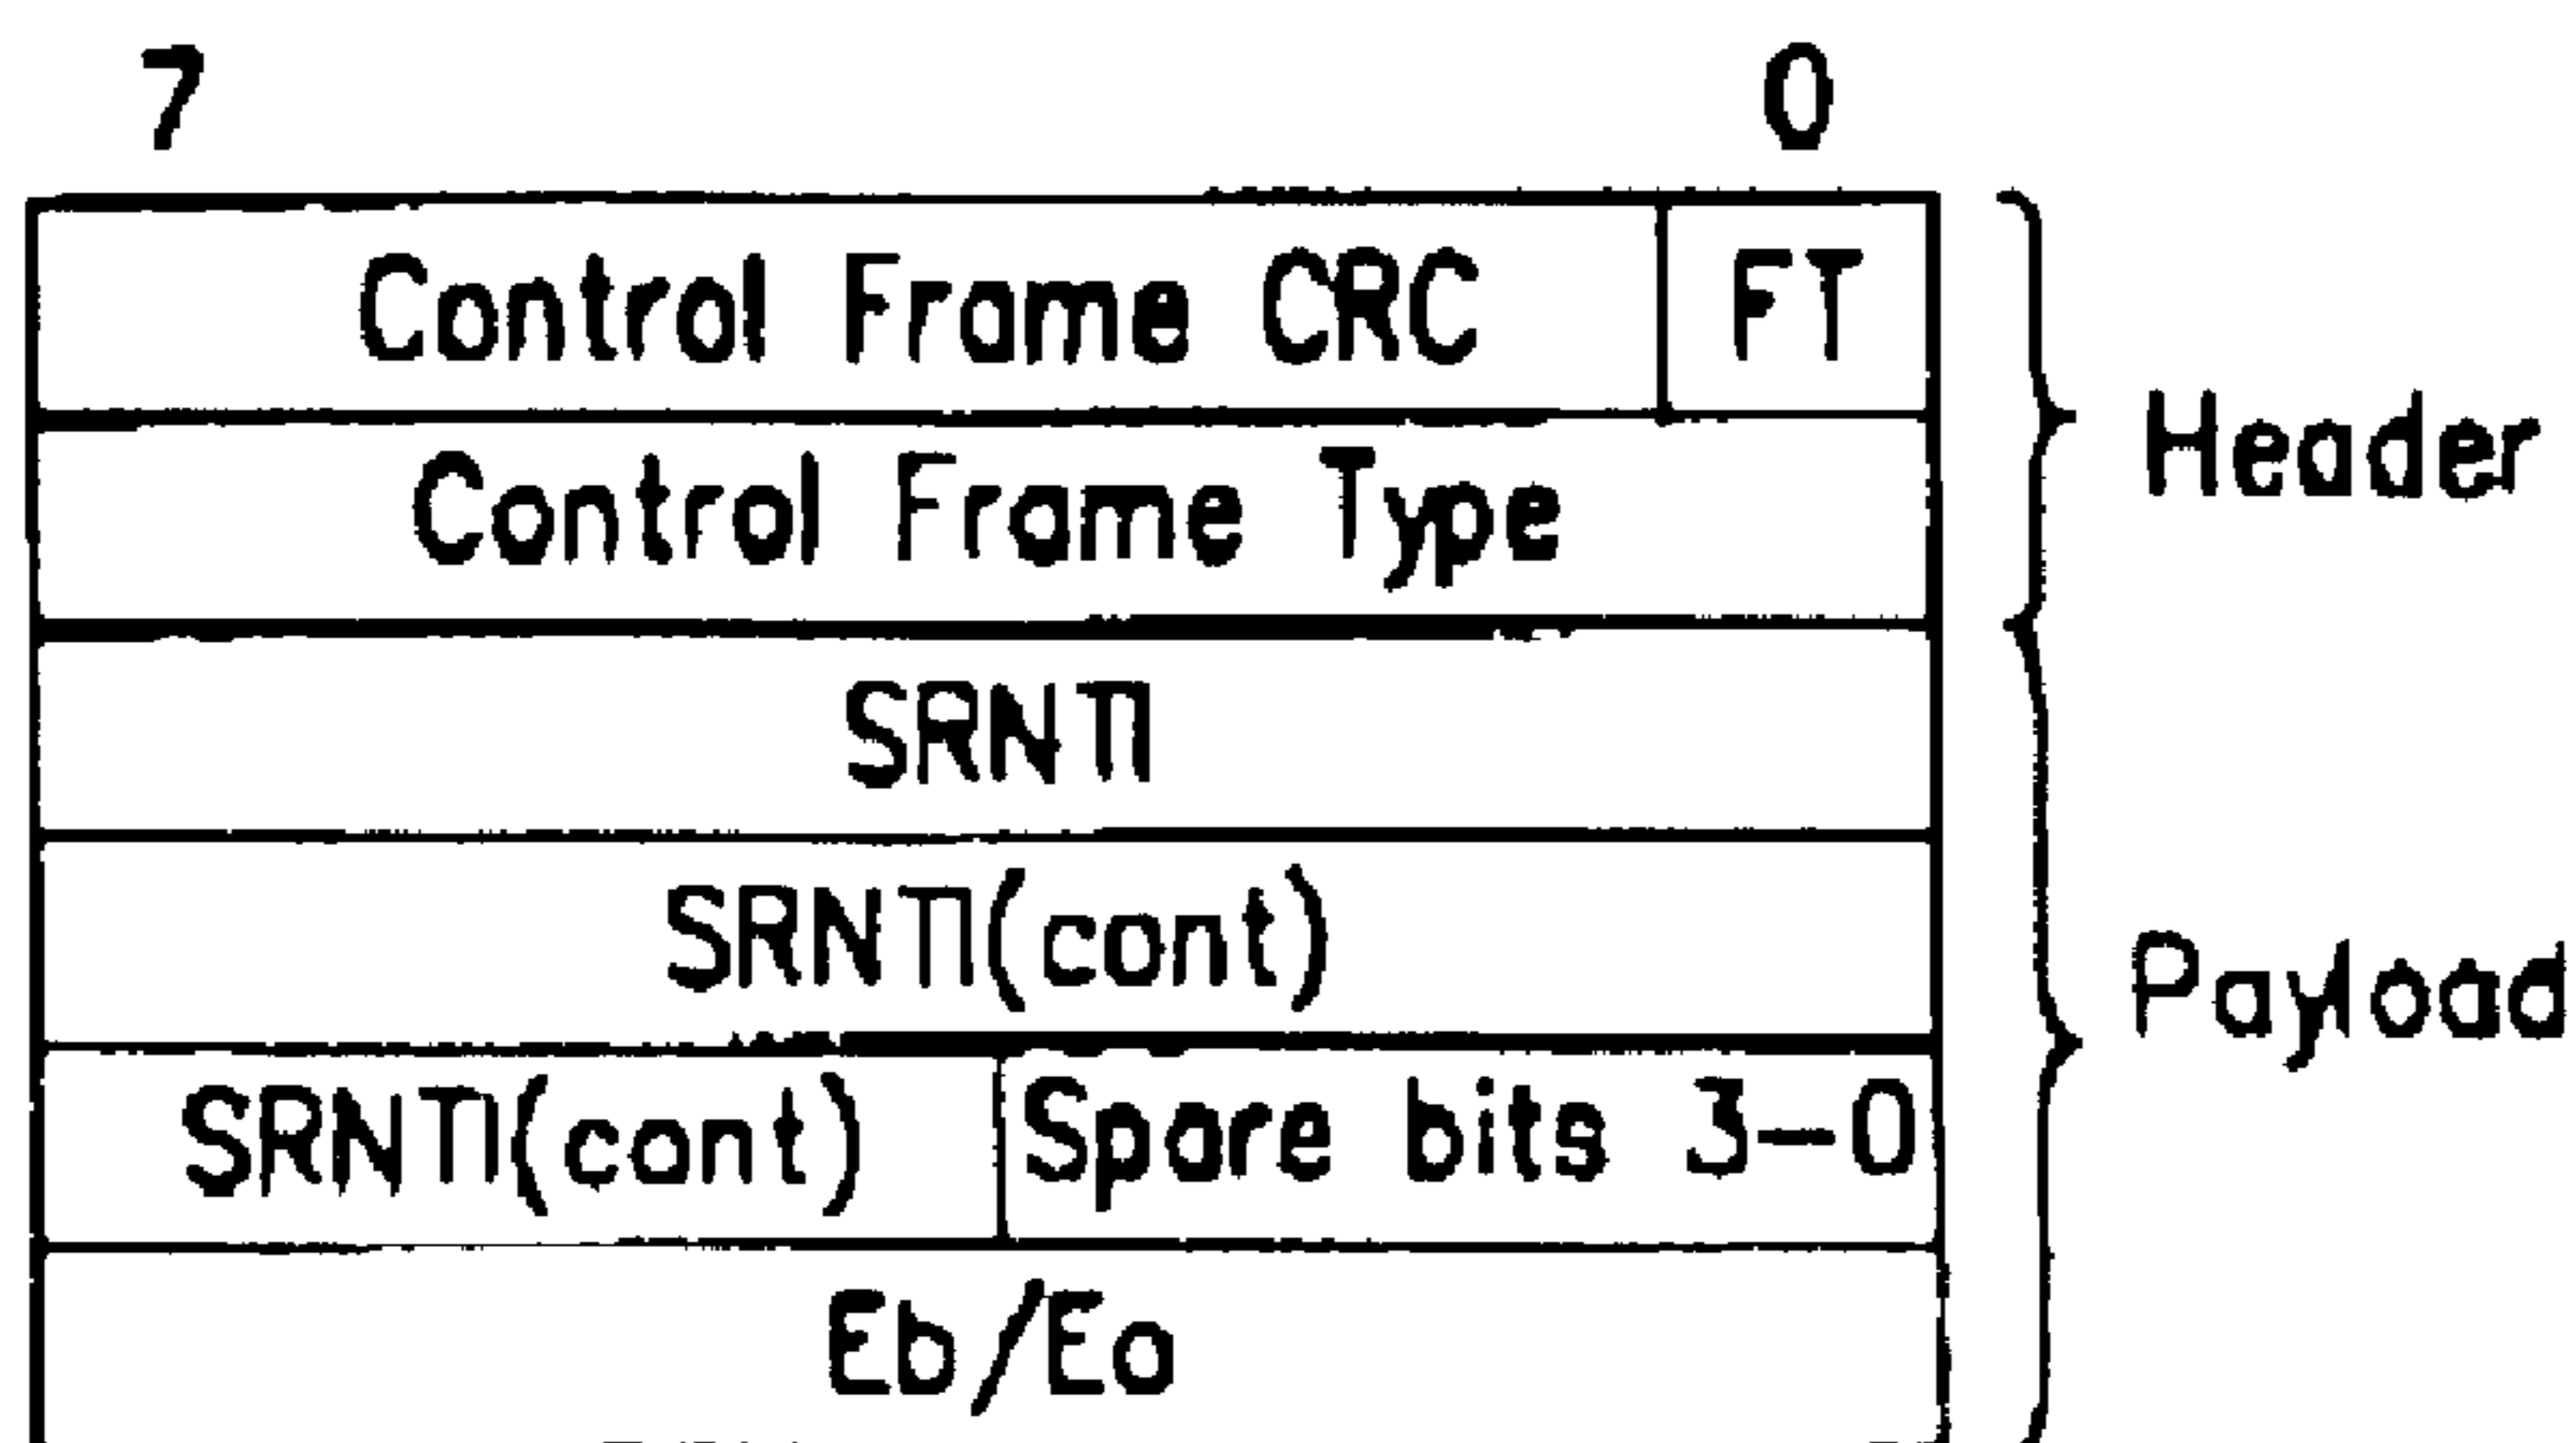 7 0
Control Frame CRC FT
Control Frame Type
Header
SRNTI
SRNTI(cont)
Payload
SRNTI(cont) Spare bits 3-0
Eb/Eo